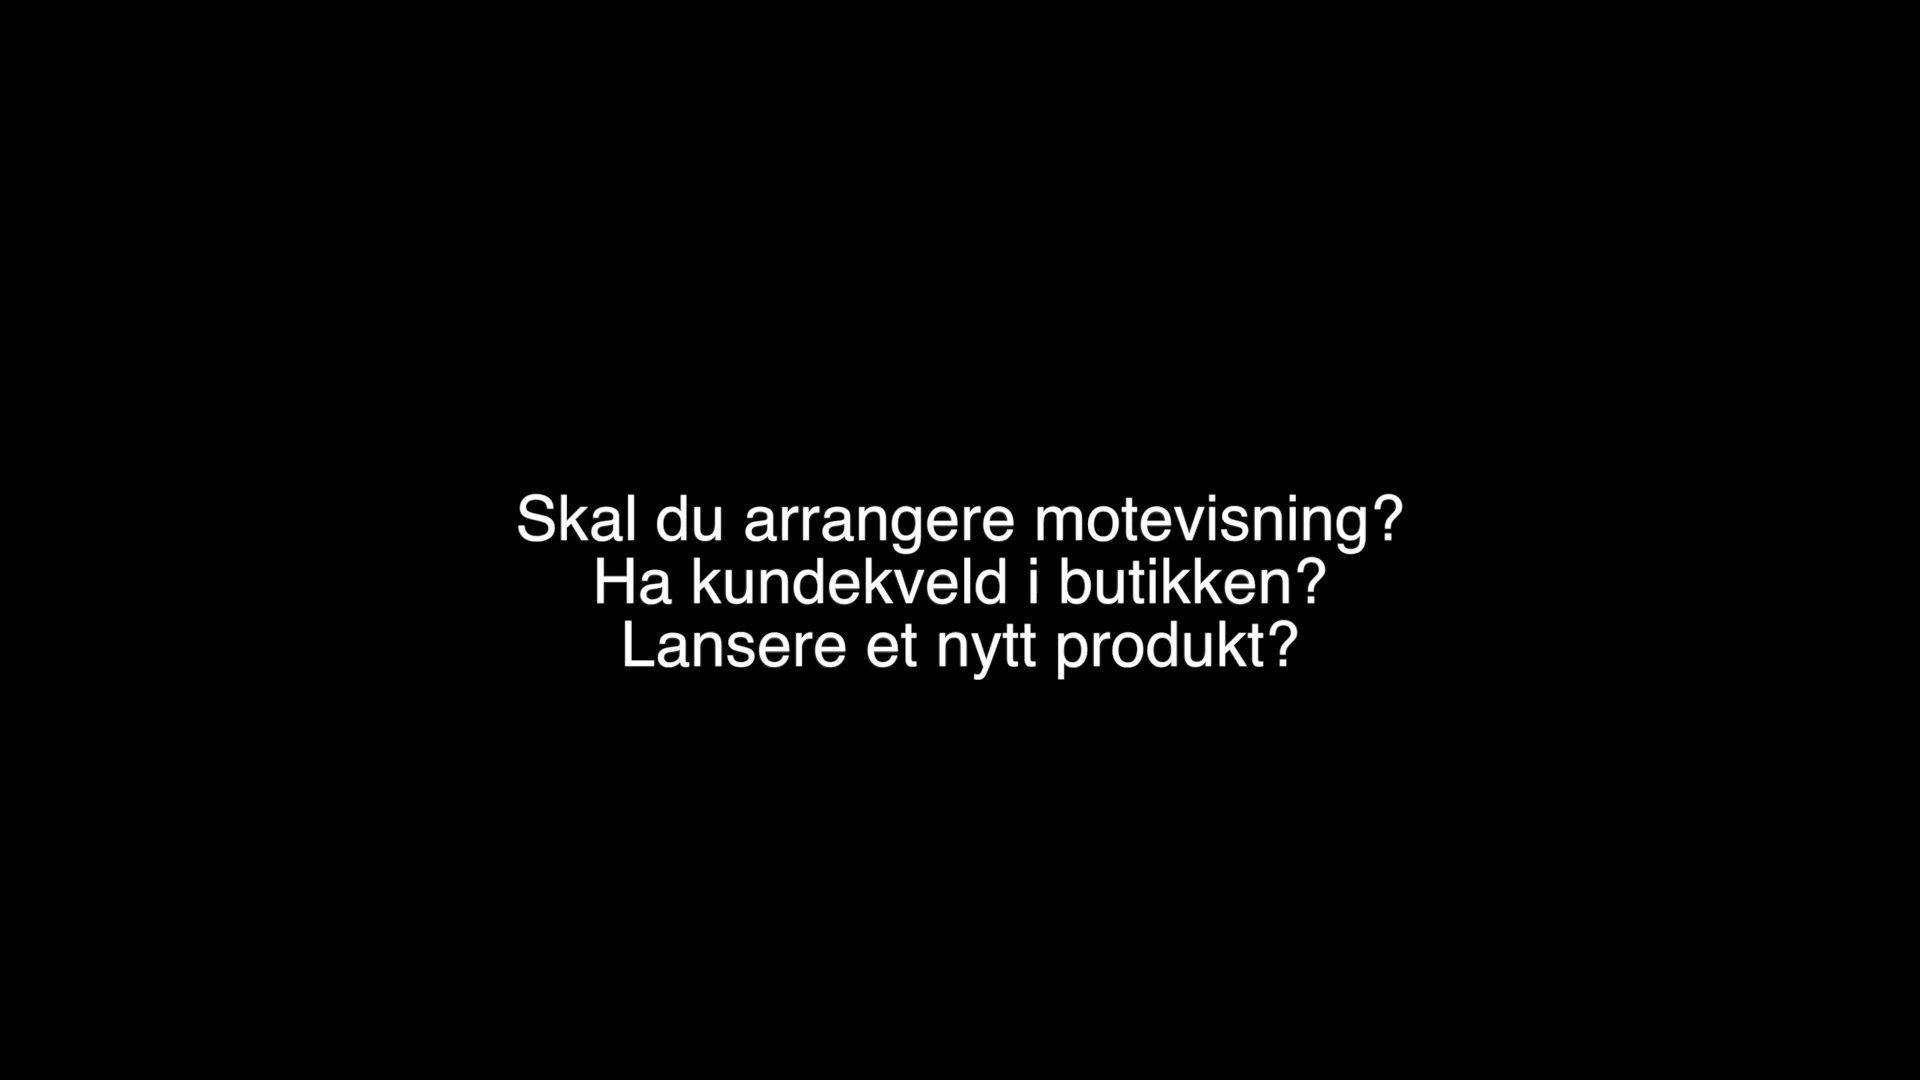 Skal du arrangere motevisning?
Ha kundekveld i butikken?
Lansere et nytt produkt?